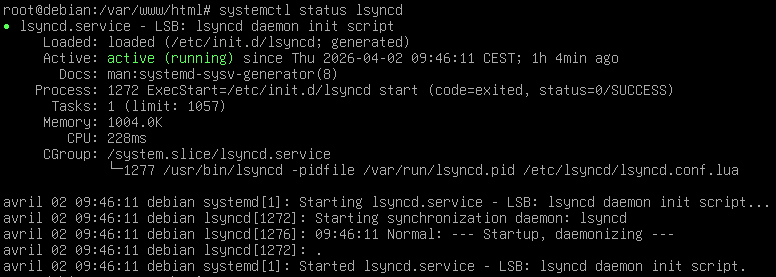 root@debian:/var/www/html# systemctl status lsyncd
● lsyncd.service - LSB: lsyncd daemon init script
     Loaded: loaded (/etc/init.d/lsyncd; generated)
     Active: active (running) since Thu 2026-04-02 09:46:11 CEST; 1h 4min ago
       Docs: man:systemd-sysv-generator(8)
    Process: 1272 ExecStart=/etc/init.d/lsyncd start (code=exited, status=0/SUCCESS)
      Tasks: 1 (limit: 1057)
     Memory: 1004.0K
        CPU: 228ms
     CGroup: /system.slice/lsyncd.service
             └─1277 /usr/bin/lsyncd -pidfile /var/run/lsyncd.pid /etc/lsyncd/lsyncd.conf.lua

avril 02 09:46:11 debian systemd[1]: Starting lsyncd.service - LSB: lsyncd daemon init script...
avril 02 09:46:11 debian lsyncd[1272]: Starting synchronization daemon: lsyncd
avril 02 09:46:11 debian lsyncd[1276]: 09:46:11 Normal: --- Startup, daemonizing ---
avril 02 09:46:11 debian lsyncd[1272]: .
avril 02 09:46:11 debian systemd[1]: Started lsyncd.service - LSB: lsyncd daemon init script.